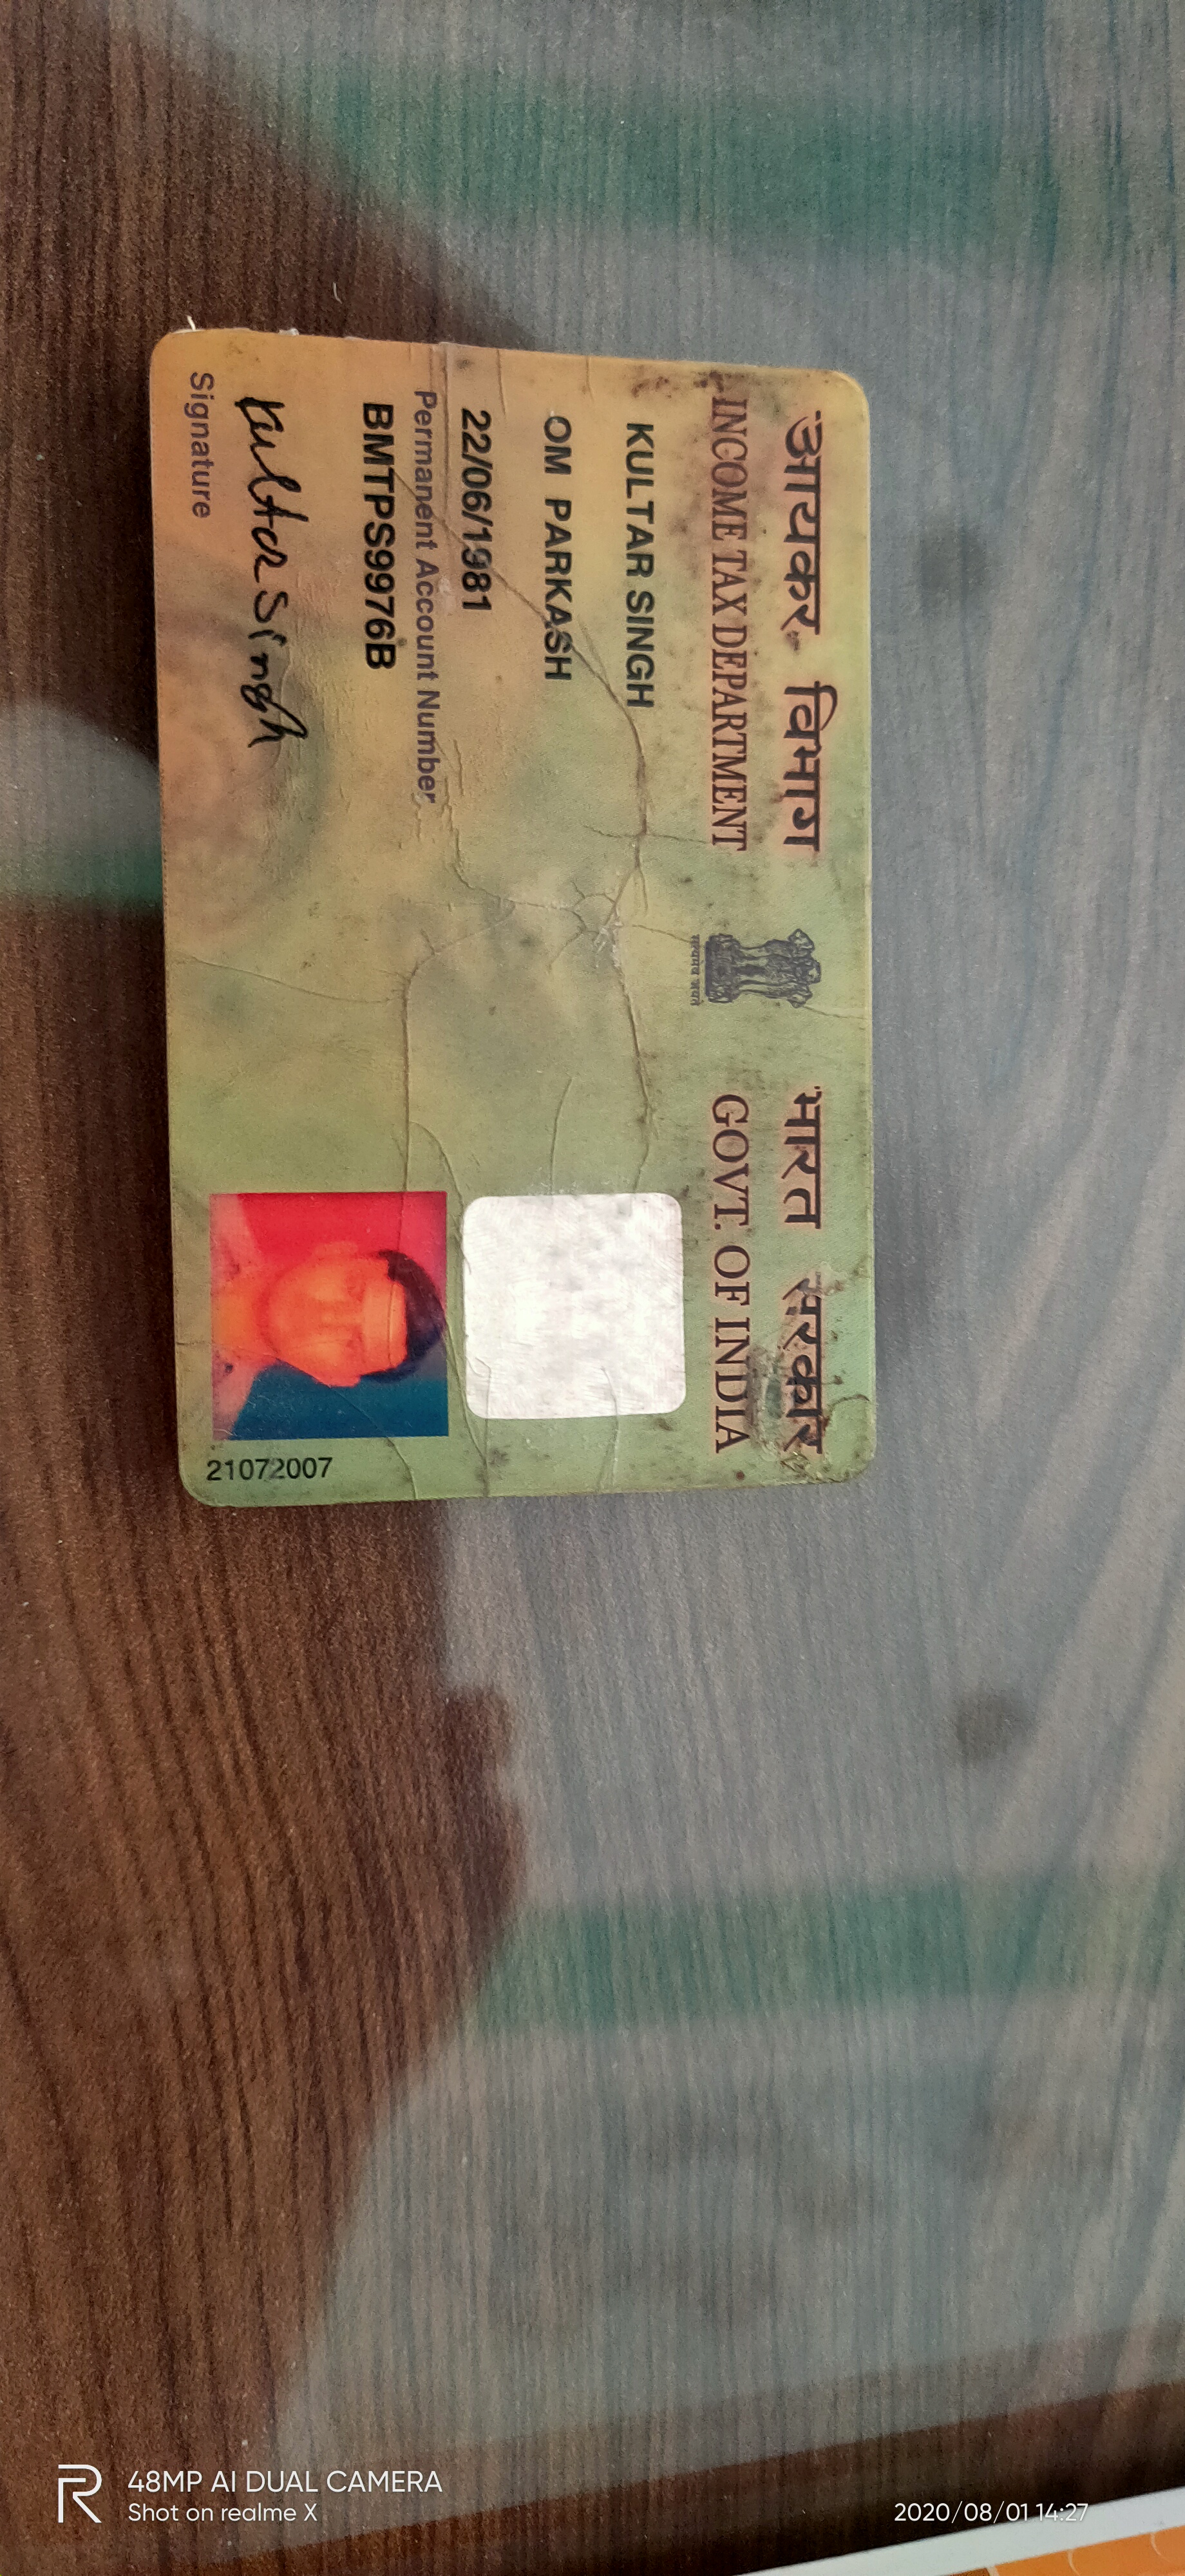 आयकर विभाग
INCOME TAX DEPARTMENT
सत्यमेव जयते
भारत सरकार
GOVT. OF INDIA
KULTAR SINGH
OM PARKASH
22/06/1981
Permanent Account Number
BMTPS9976B
Kultar Singh
Signature
21072007
48MP AI DUAL CAMERA
Shot on realme X
2020/08/01 14:27